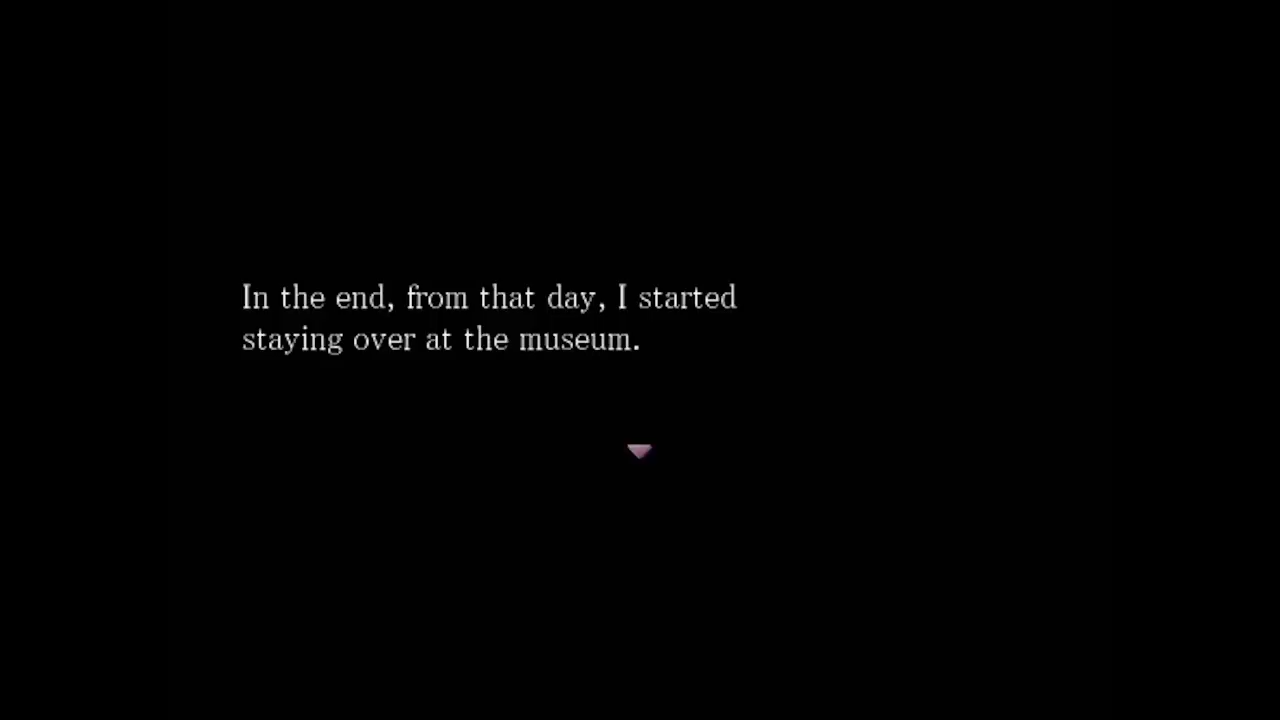 In the end, from that day, I started
staying over at the museum.